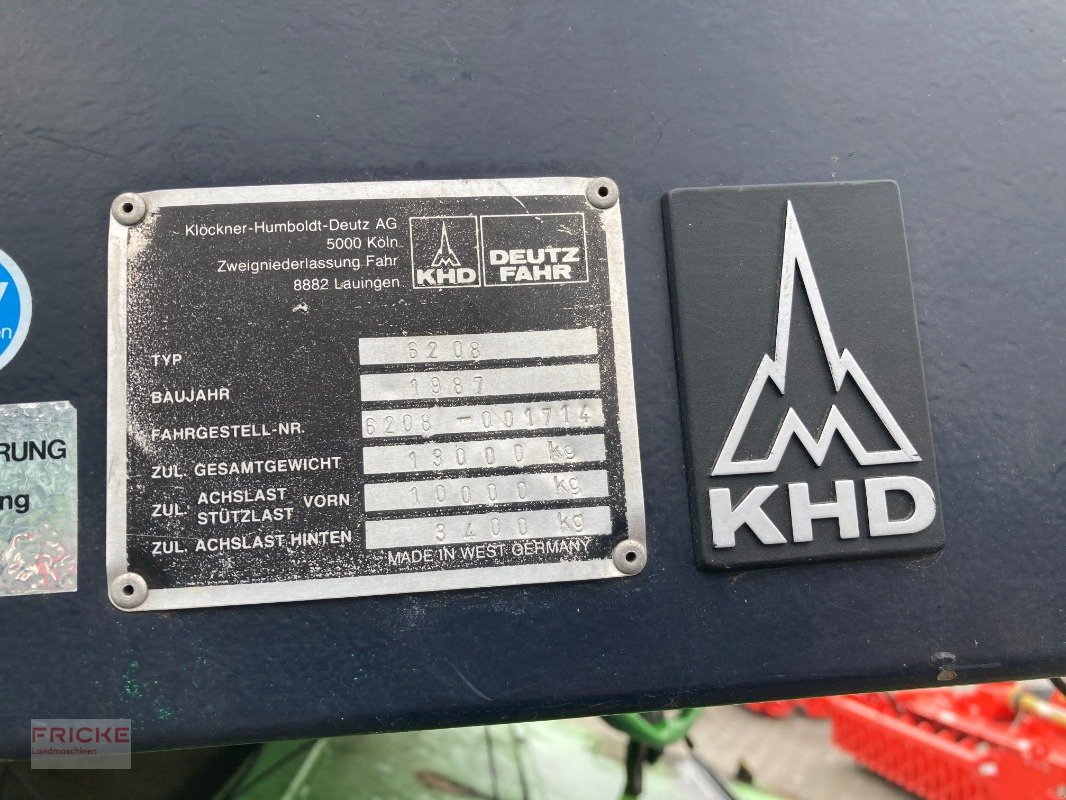 Klöckner-Humboldt-Deutz AG
5000 Köln
Zweigniederlassung Fahr
8882 Lauingen
KHD
DEUTZ
FAHR
TYP 6208
BAUJAHR 1987
FAHRGESTELL-NR. 6208-001714
ZUL. GESAMTGEWICHT 13000 kg
ZUL. ACHSLAST STÜTZLAST VORN 10000 kg
ZUL. ACHSLAST HINTEN 3400 kg
MADE IN WEST GERMANY
KHD
FRICKE
Landmaschinen